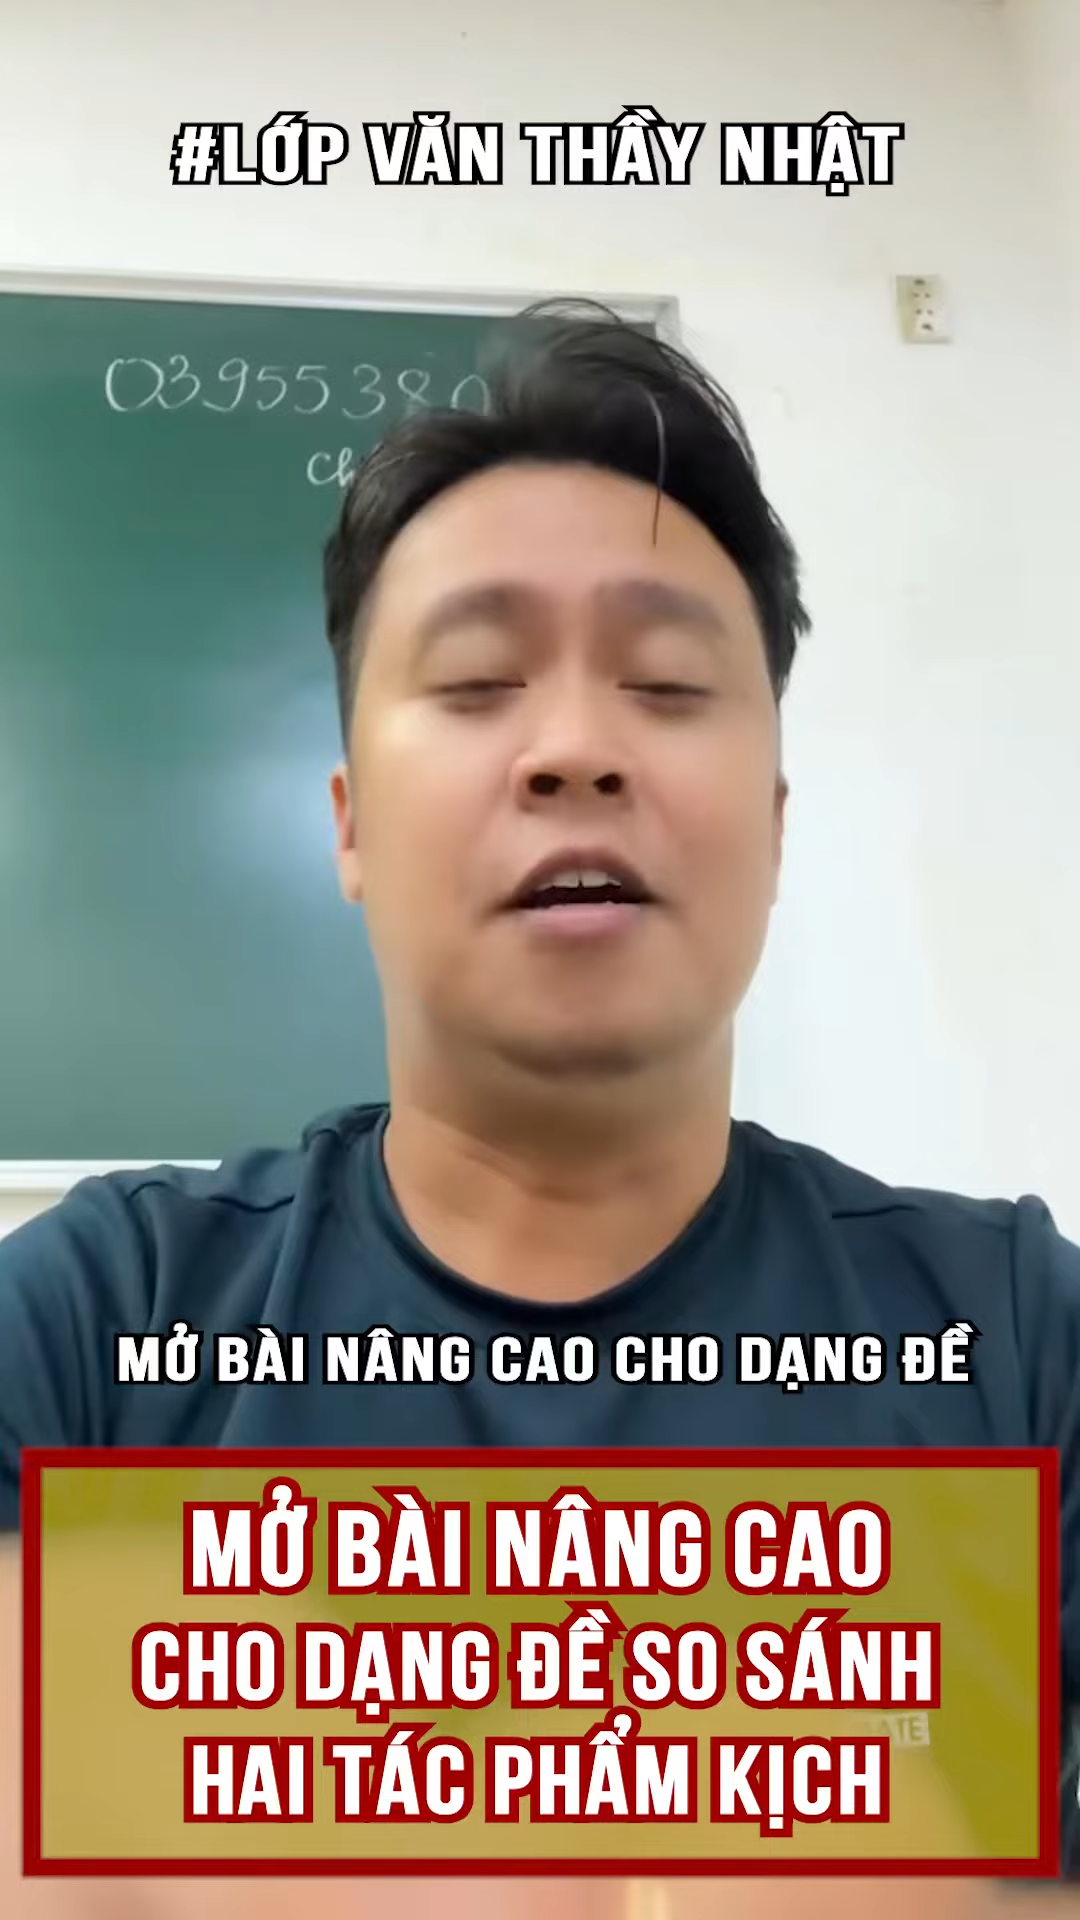 #LỚP VĂN THẦY NHẬT
MỞ BÀI NÂNG CAO CHO DẠNG ĐỀ
MỞ BÀI NÂNG CAO
CHO DẠNG ĐỀ SO SÁNH
HAI TÁC PHẨM KỊCH